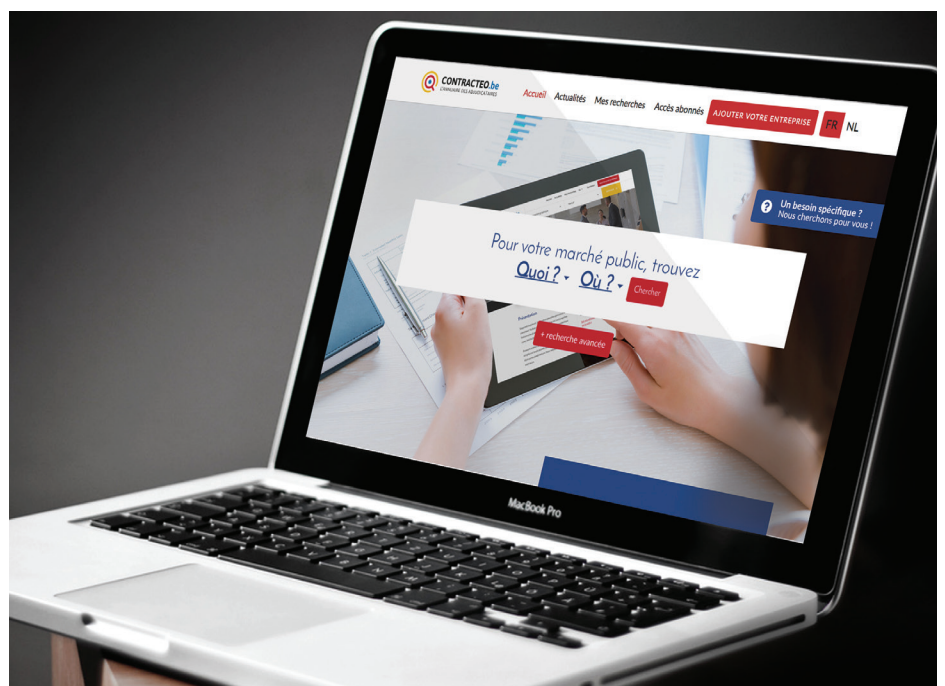 CONTRACTEO.be
L'ANNUAIRE DES ADJUDICATAIRES
Accueil Actualités Mes recherches Accès abonnés AJOUTER VOTRE ENTREPRISE FR NL
Un besoin spécifique ?
Nous cherchons pour vous !
Pour votre marché public, trouvez
Quoi ? Où ? Chercher
+ recherche avancée
MacBook Pro